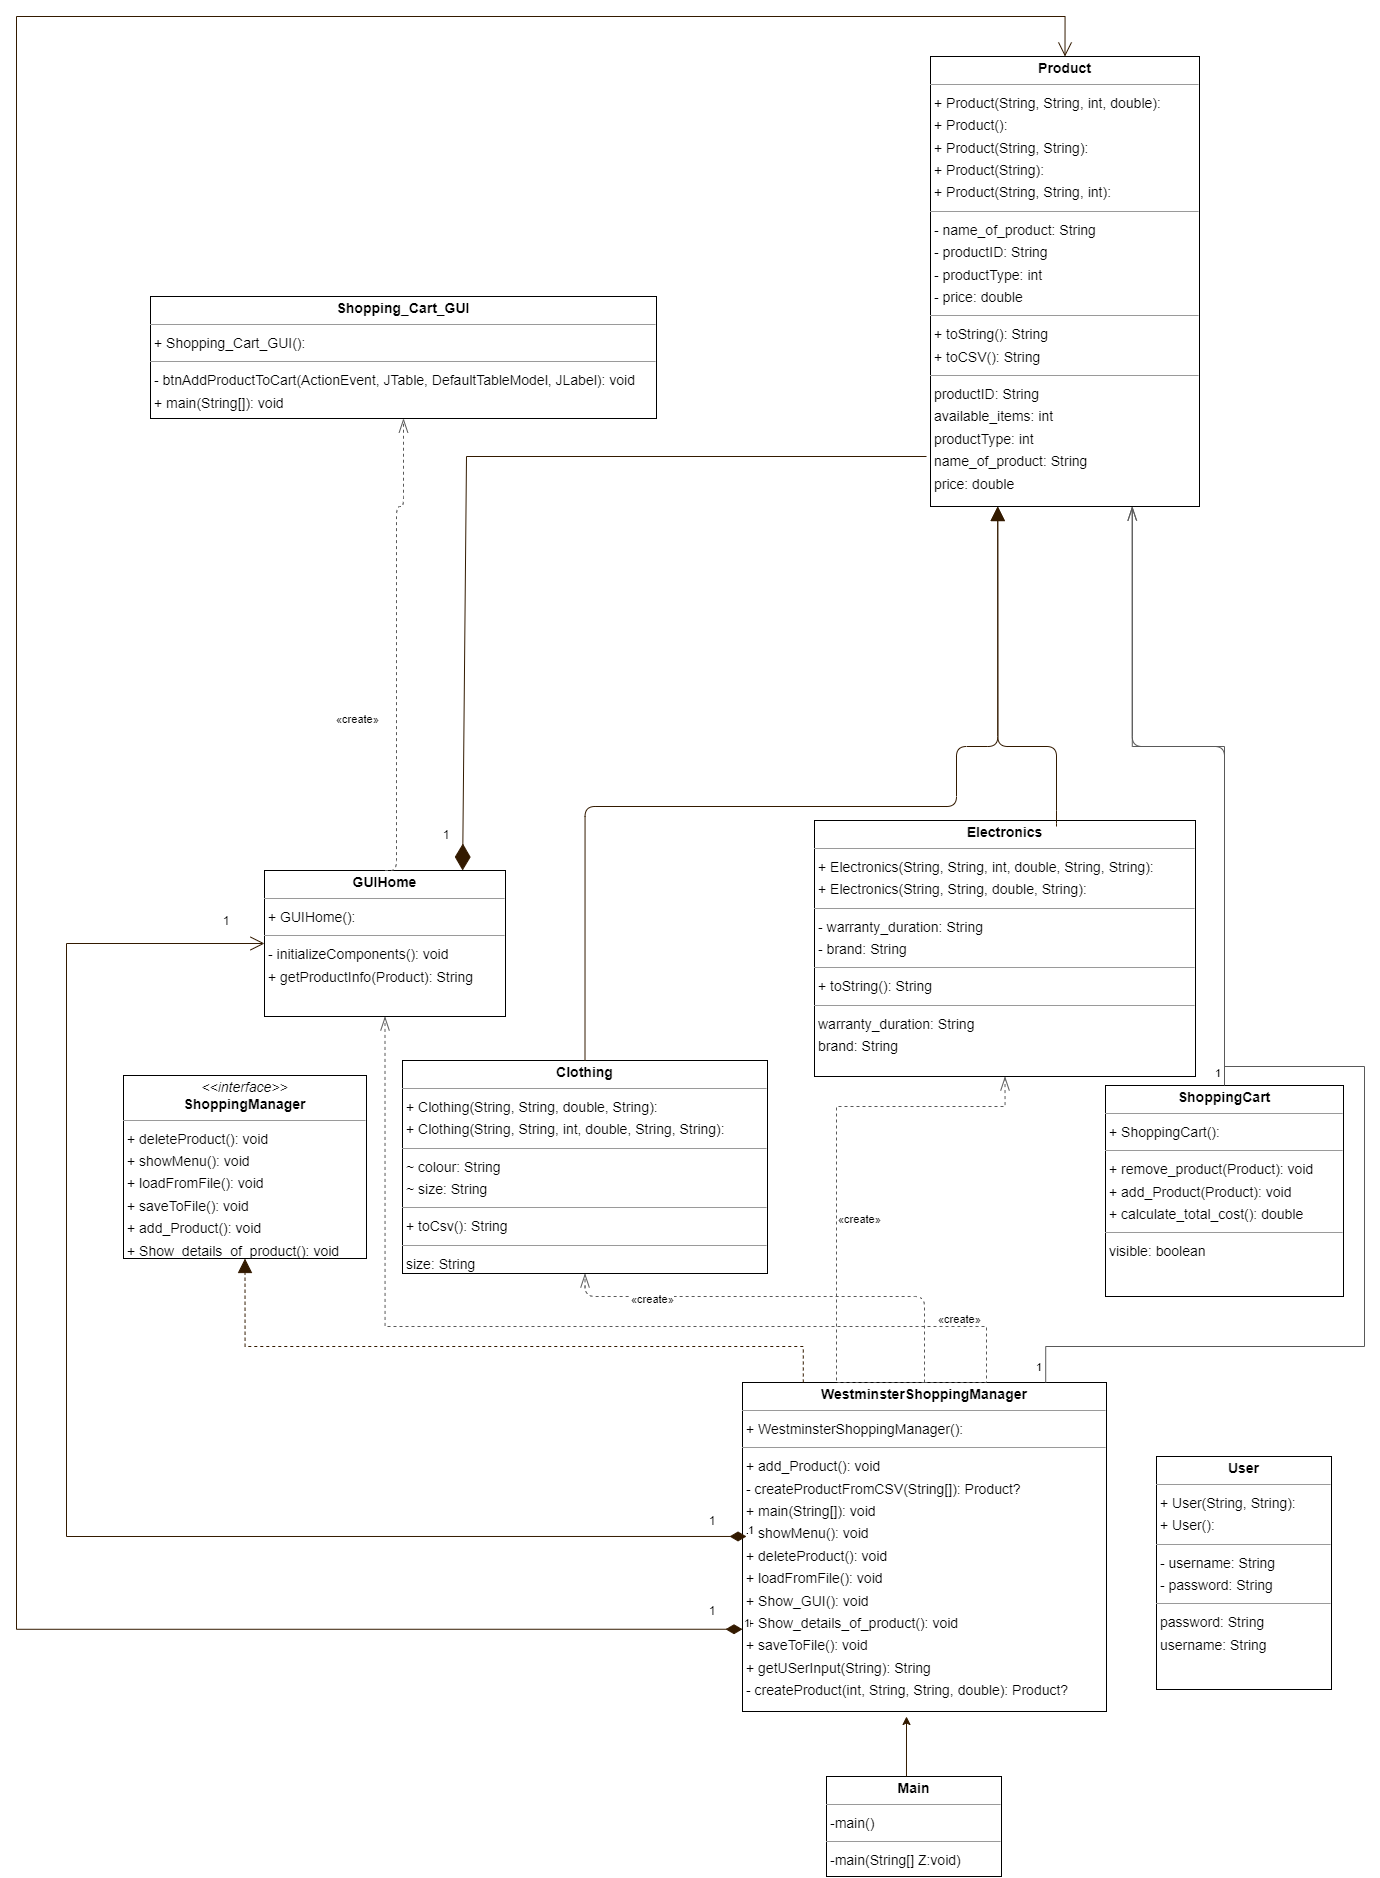 Product
+ Product(String, String, int, double):
+ Product():
+ Product(String, String):
+ Product(String):
+ Product(String, String, int):
- name_of_product: String
- productID: String
- productType: int
- price: double
+ toString(): String
+ toCSV(): String
productID: String
available_items: int
productType: int
name_of_product: String
price: double
Shopping_Cart_GUI
+ Shopping_Cart_GUI():
- btnAddProductToCart(ActionEvent, JTable, DefaultTableModel, JLabel): void
+ main(String[]): void
«create»
1
GUIHome
+ GUIHome():
- initializeComponents(): void
+ getProductInfo(Product): String
1
Electronics
+ Electronics(String, String, int, double, String, String):
+ Electronics(String, String, double, String):
- warranty_duration: String
- brand: String
+ toString(): String
warranty_duration: String
brand: String
<<interface>>
ShoppingManager
+ deleteProduct(): void
+ showMenu(): void
+ loadFromFile(): void
+ saveToFile(): void
+ add_Product(): void
+ Show_details_of_product(): void
Clothing
+ Clothing(String, String, double, String):
+ Clothing(String, String, int, double, String, String):
~ colour: String
~ size: String
+ toCsv(): String
size: String
1
ShoppingCart
+ ShoppingCart():
+ remove_product(Product): void
+ add_Product(Product): void
+ calculate_total_cost(): double
visible: boolean
«create»
«create»
«create»
1
WestminsterShoppingManager
+ WestminsterShoppingManager():
+ add_Product(): void
- createProductFromCSV(String[]): Product?
+ main(String[]): void
1
1 showMenu(): void
+ deleteProduct(): void
+ loadFromFile(): void
+ Show_GUI(): void
1
1 Show_details_of_product(): void
+ saveToFile(): void
+ getUSerInput(String): String
- createProduct(int, String, String, double): Product?
User
+ User(String, String):
+ User():
- username: String
- password: String
password: String
username: String
Main
-main()
-main(String[] Z:void)